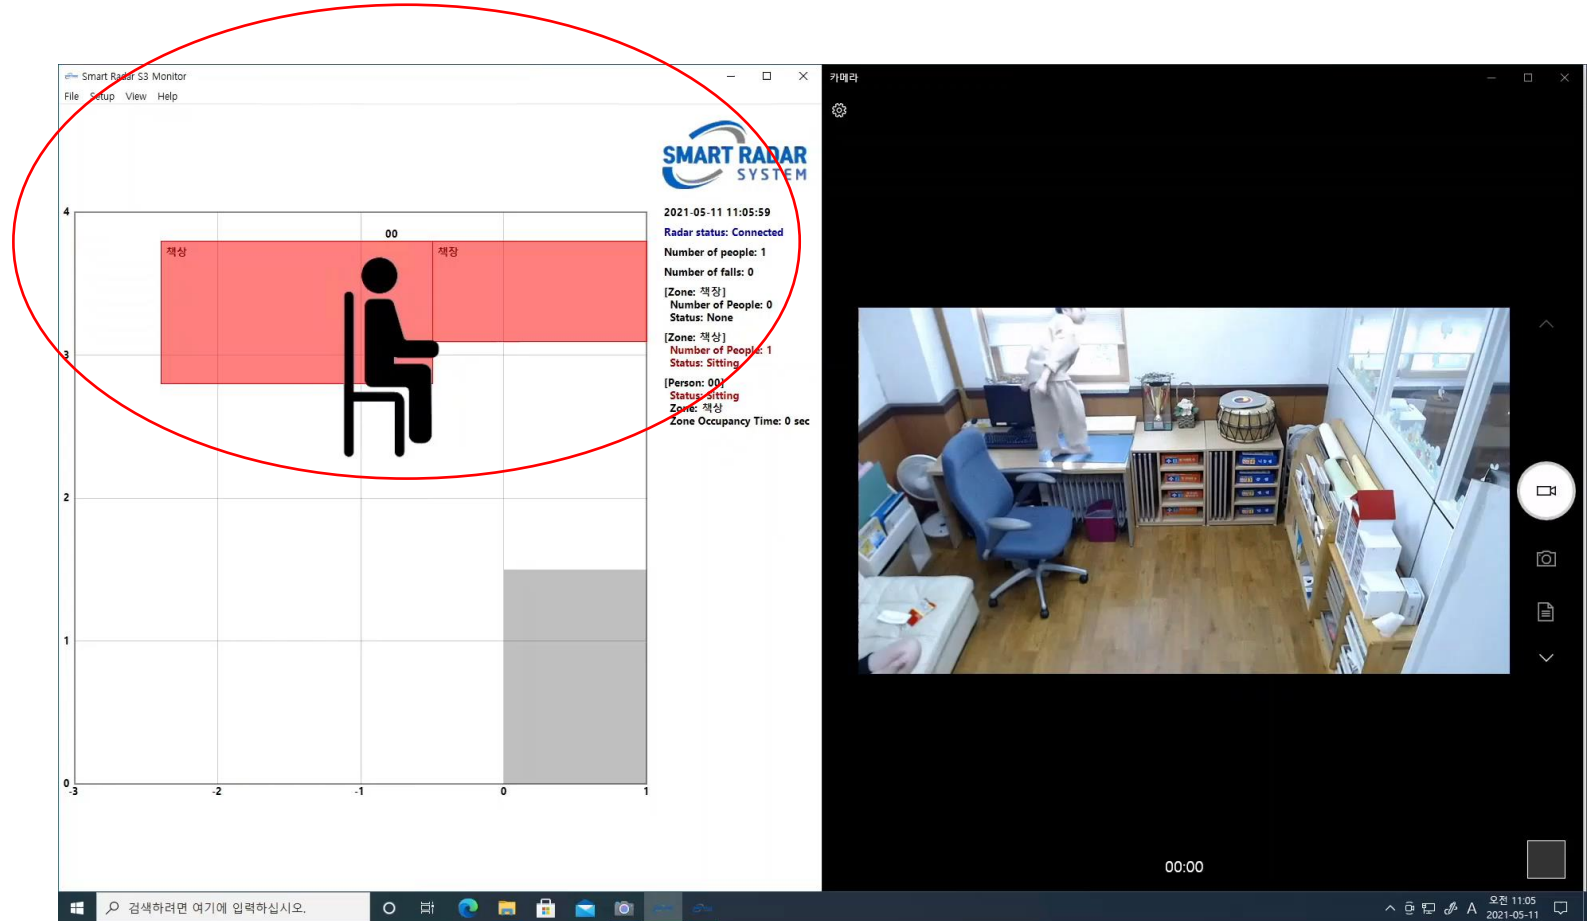 Smart Radar S3 Monitor
File Setup View Help
SMART RADAR
SYSTEM
2021-05-11 11:05:59
Radar status: Connected
Number of people: 1
Number of falls: 0
[Zone: 책장]
Number of People: 0
Status: None
[Zone: 책상]
Number of People: 1
Status: Sitting
[Person: 00]
Status: Sitting
Zone: 책상
Zone Occupancy Time: 0 sec
00
책상
책장
4
3
2
1
0
-3 -2 -1 0 1
카메라
00:00
검색하려면 여기에 입력하십시오.
A
오전 11:05
2021-05-11